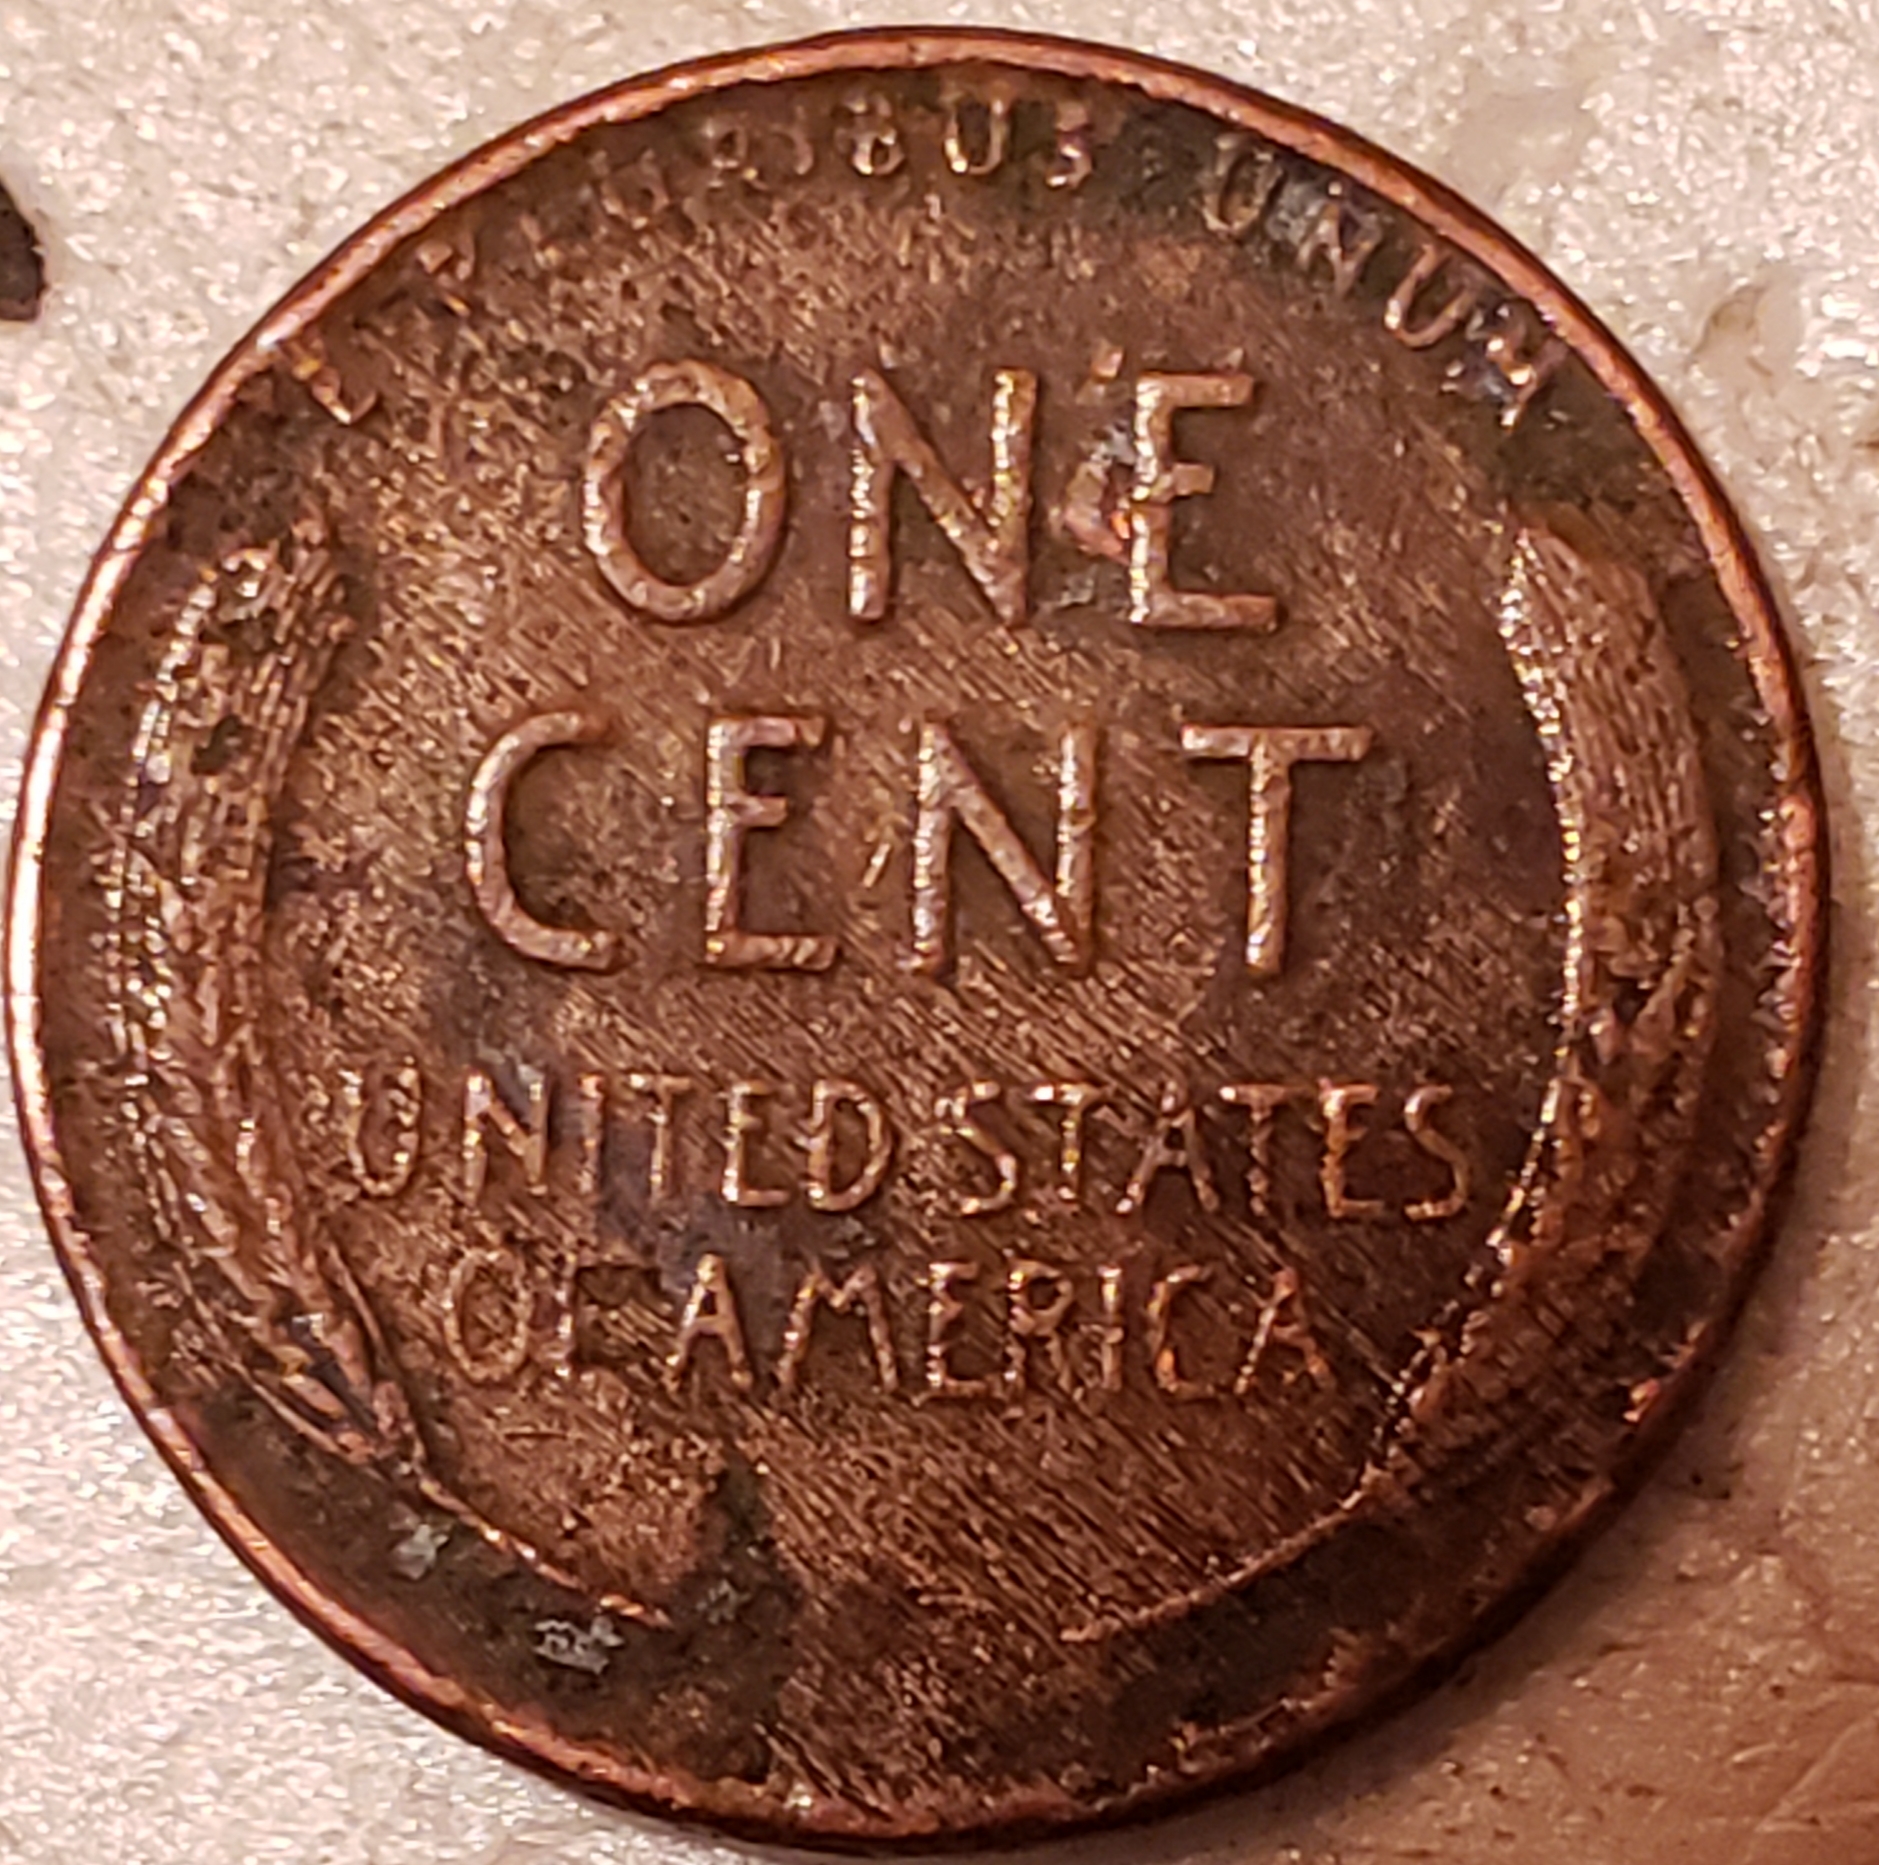 E PLURIBUS UNUM
ONE
CENT
UNITED STATES
OF AMERICA